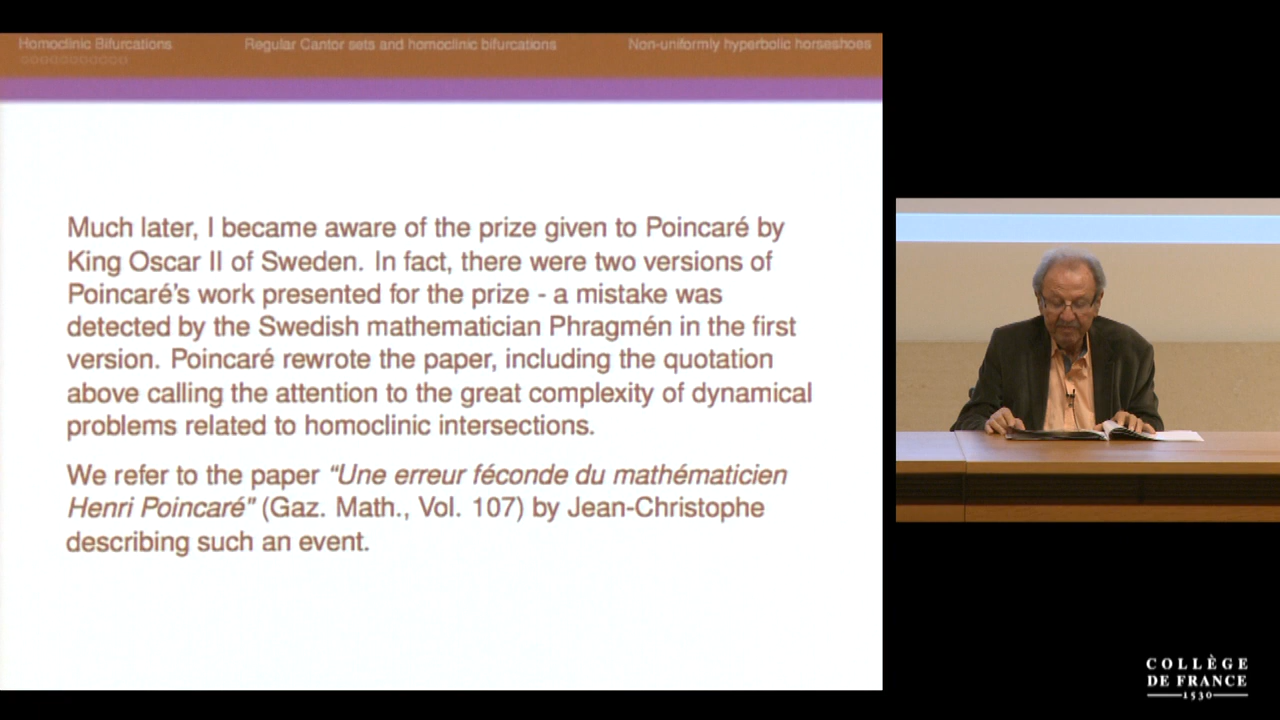 Homoclinic Bifurcations
Regular Cantor sets and homoclinic bifurcations
Non-uniformly hyperbolic horseshoes
Much later, I became aware of the prize given to Poincaré by
King Oscar II of Sweden. In fact, there were two versions of
Poincaré's work presented for the prize - a mistake was
detected by the Swedish mathematician Phragmén in the first
version. Poincaré rewrote the paper, including the quotation
above calling the attention to the great complexity of dynamical
problems related to homoclinic intersections.
We refer to the paper “Une erreur féconde du mathématicien
Henri Poincaré” (Gaz. Math., Vol. 107) by Jean-Christophe
describing such an event.
COLLÈGE
DE FRANCE
1530